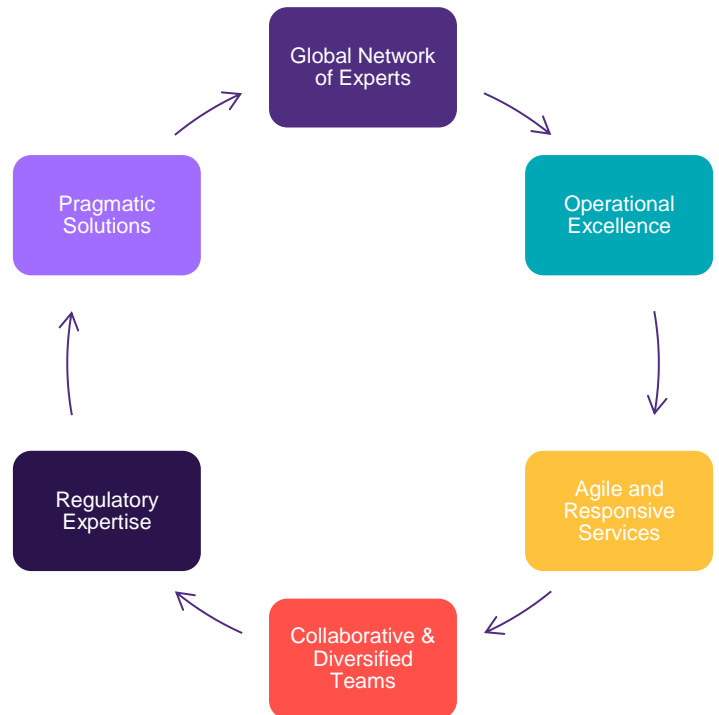 Global Network
of Experts
Operational
Excellence
Agile and
Responsive
Services
Collaborative &
Diversified
Teams
Regulatory
Expertise
Pragmatic
Solutions